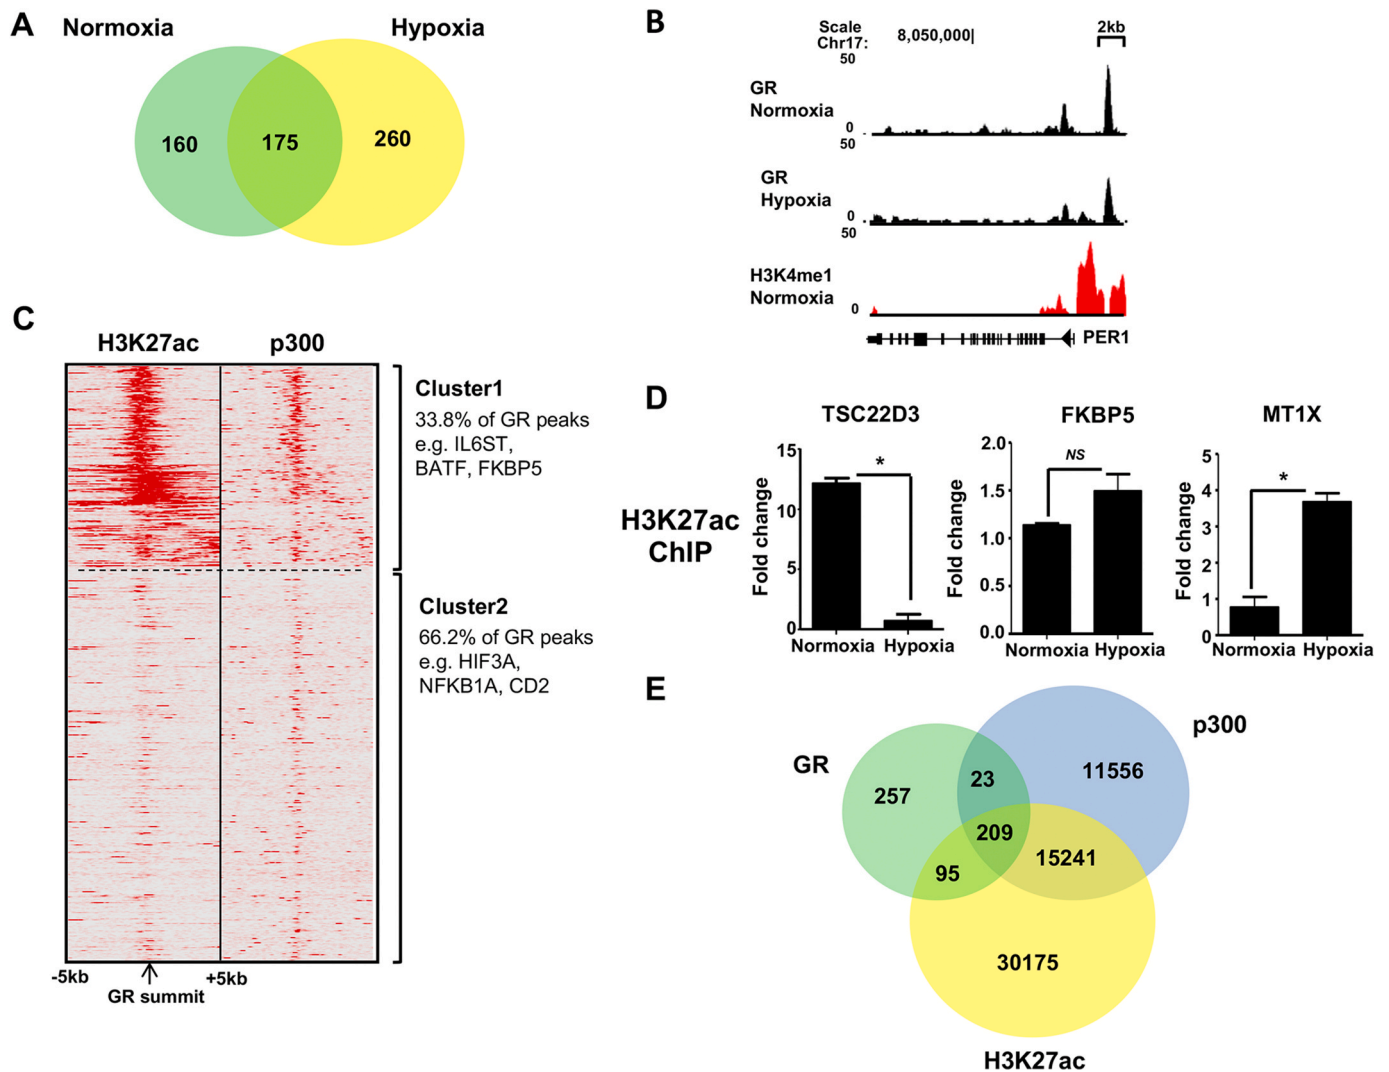 A
Normoxia
Hypoxia
160
175
260
B
Scale
Chr17:
8,050,000|
2kb
50
GR
Normoxia
0
50
GR
Hypoxia
0
50
H3K4me1
Normoxia
0
PER1
C
H3K27ac
p300
Cluster1
33.8% of GR peaks
e.g. IL6ST,
BATF, FKBP5
Cluster2
66.2% of GR peaks
e.g. HIF3A,
NFKB1A, CD2
-5kb
+5kb
GR summit
D
H3K27ac
ChIP
TSC22D3
Fold change
15
10
5
0
*
Normoxia Hypoxia
FKBP5
Fold change
2.0
1.5
1.0
0.5
0.0
NS
Normoxia Hypoxia
MT1X
Fold change
5
4
3
2
1
0
*
Normoxia Hypoxia
E
GR
p300
257
23
11556
209
95
15241
30175
H3K27ac